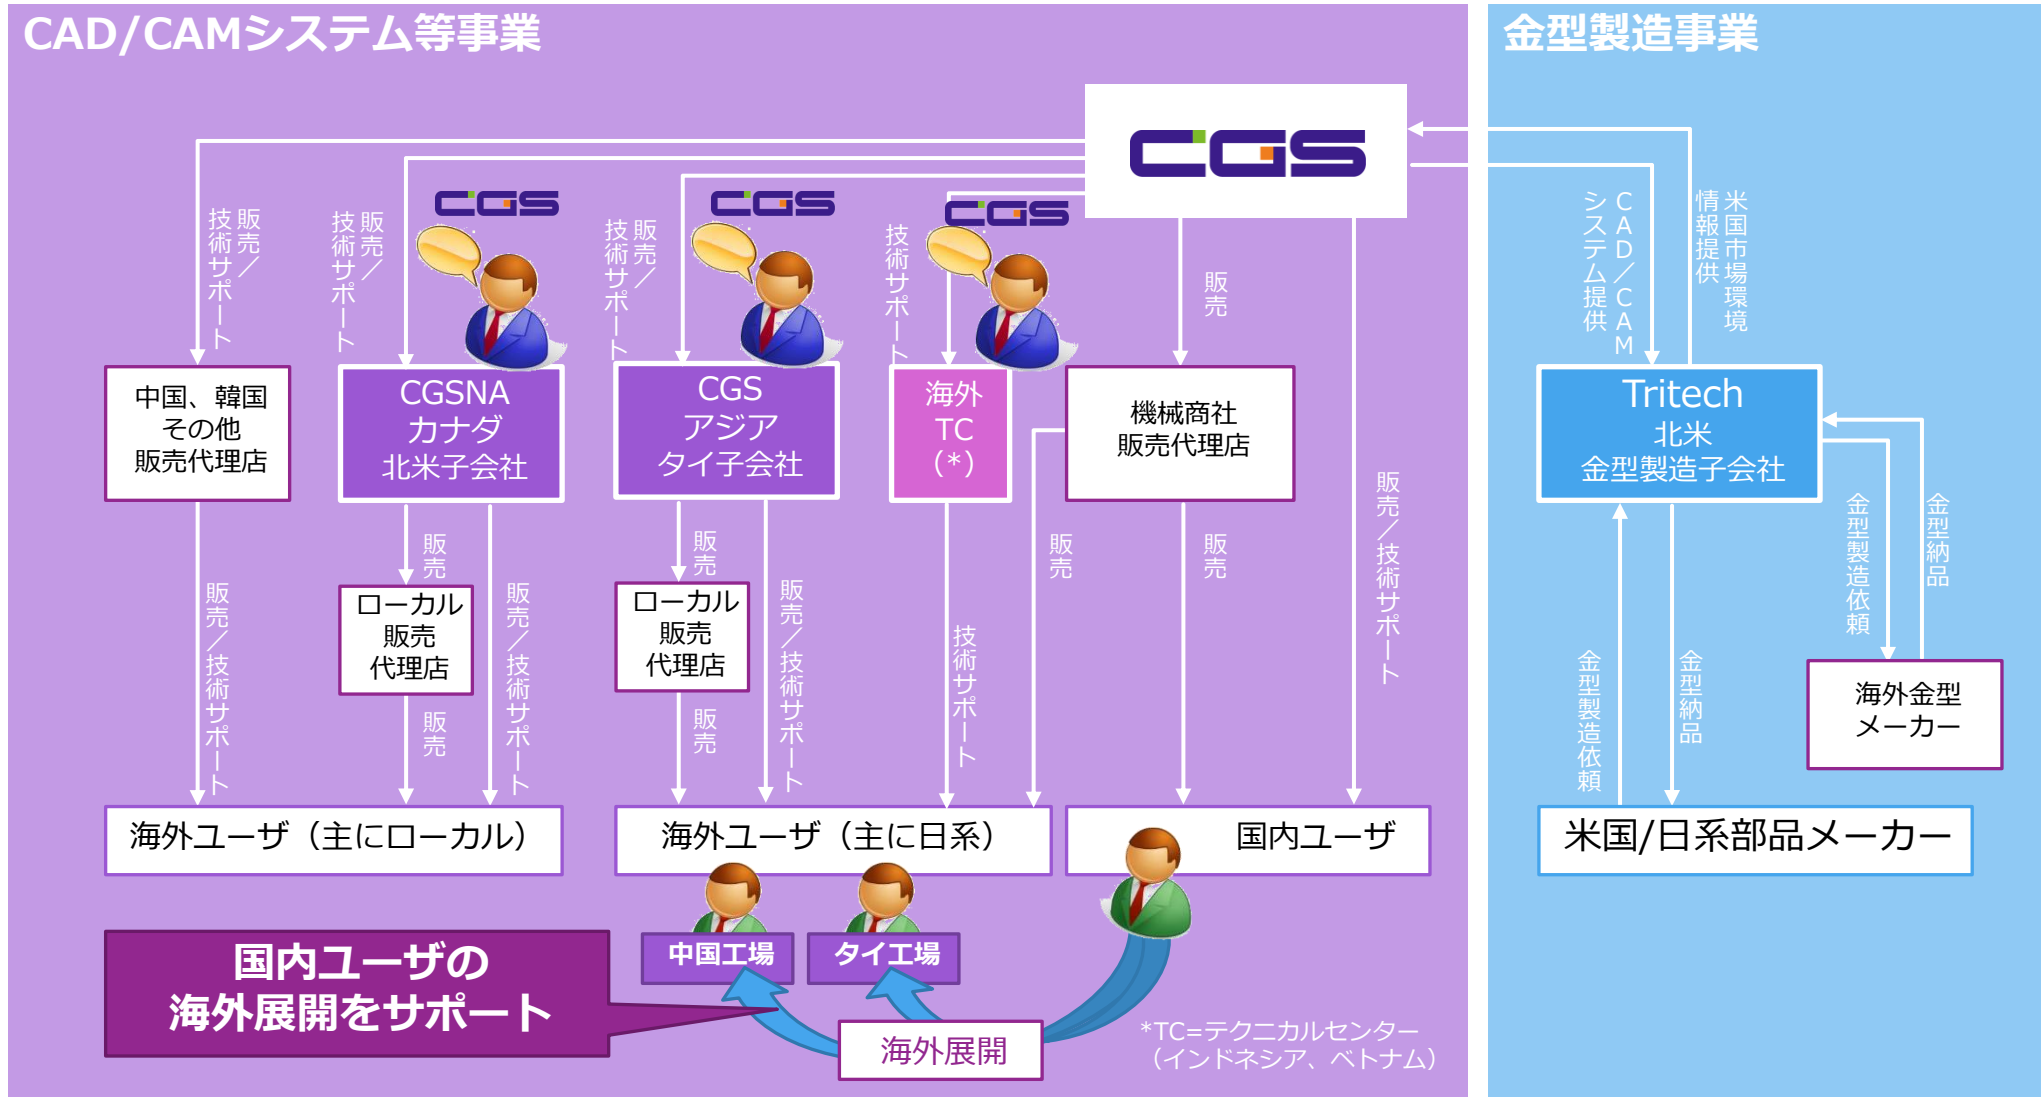 CAD/CAMシステム等事業
金型製造事業
CGS
CGS
CGS
CGS
販売／
技術サポート
販売／
技術サポート
販売／
技術サポート
技術サポート
販売
CAD／CAM
システム提供
米国市場環境
情報提供
中国、韓国
その他
販売代理店
CGSNA
カナダ
北米子会社
CGS
アジア
タイ子会社
海外
TC
（*）
機械商社
販売代理店
Tritech
北米
金型製造子会社
販売／技術サポート
販売
ローカル
販売
代理店
販売
販売／技術サポート
販売
ローカル
販売
代理店
販売
販売／技術サポート
技術サポート
販売
販売
販売／技術サポート
金型製造依頼
金型納品
金型製造依頼
金型納品
海外金型
メーカー
海外ユーザ（主にローカル）
海外ユーザ（主に日系）
国内ユーザ
米国/日系部品メーカー
中国工場
タイ工場
国内ユーザの
海外展開をサポート
海外展開
*TC=テクニカルセンター
（インドネシア、ベトナム）